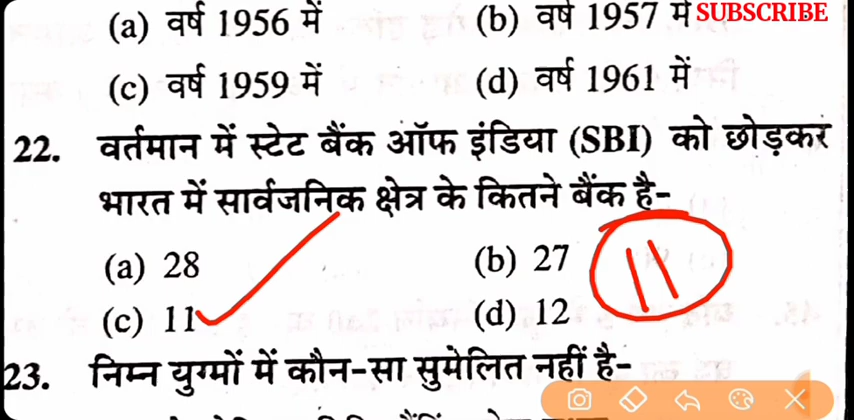 (a) वर्ष 1956 में (b) वर्ष 1957 में SUBSCRIBE
(c) वर्ष 1959 में (d) वर्ष 1961 में
22. वर्तमान में स्टेट बैंक ऑफ इंडिया (SBI) को छोड़कर
भारत में सार्वजनिक क्षेत्र के कितने बैंक है-
(a) 28 (b) 27 11
(c) 11 (d) 12
23. निम्न युग्मों में कौन-सा सुमेलित नहीं है-